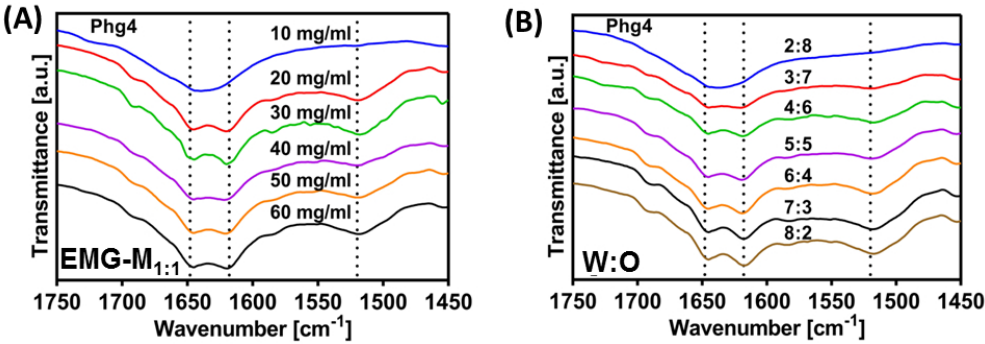 (A)
Phg4
10 mg/ml
20 mg/ml
30 mg/ml
40 mg/ml
50 mg/ml
60 mg/ml
EMG-M1:1
Transmittance [a.u.]
1750 1700 1650 1600 1550 1500 1450
Wavenumber [cm-1]
(B)
Phg4
2:8
3:7
4:6
5:5
6:4
7:3
8:2
W:O
Transmittance [a.u.]
1750 1700 1650 1600 1550 1500 1450
Wavenumber [cm-1]